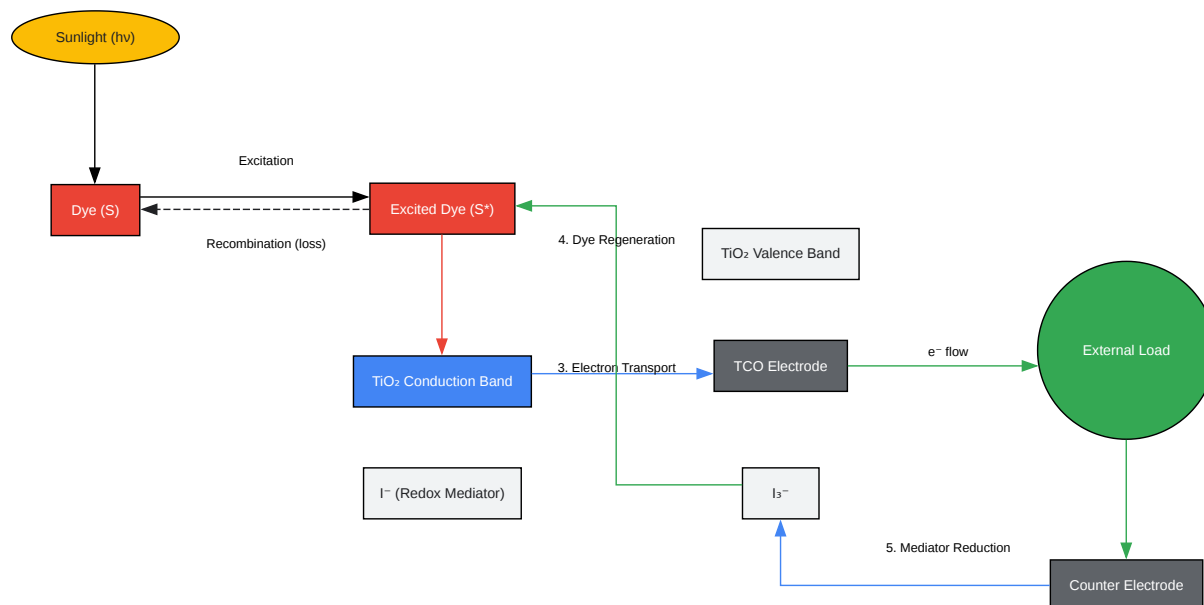 Sunlight (hν)
Excitation
Dye (S)
Excited Dye (S*)
Recombination (loss)
4. Dye Regeneration
TiO₂ Valence Band
External Load
e⁻ flow
TCO Electrode
3. Electron Transport
TiO₂ Conduction Band
I⁻ (Redox Mediator)
I₃⁻
5. Mediator Reduction
Counter Electrode